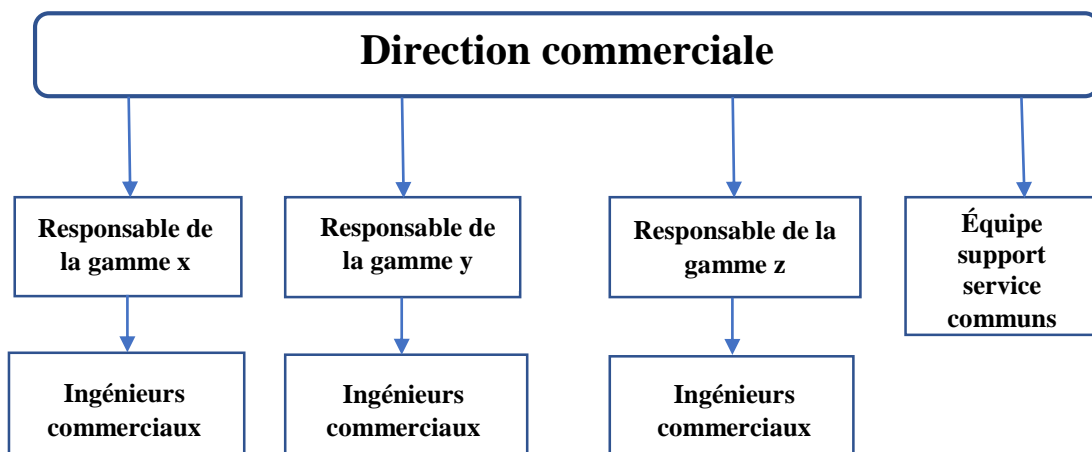 Direction commerciale
Responsable de
la gamme x
Responsable de
la gamme y
Responsable de la
gamme z
Équipe
support
service
communs
Ingénieurs
commerciaux
Ingénieurs
commerciaux
Ingénieurs
commerciaux